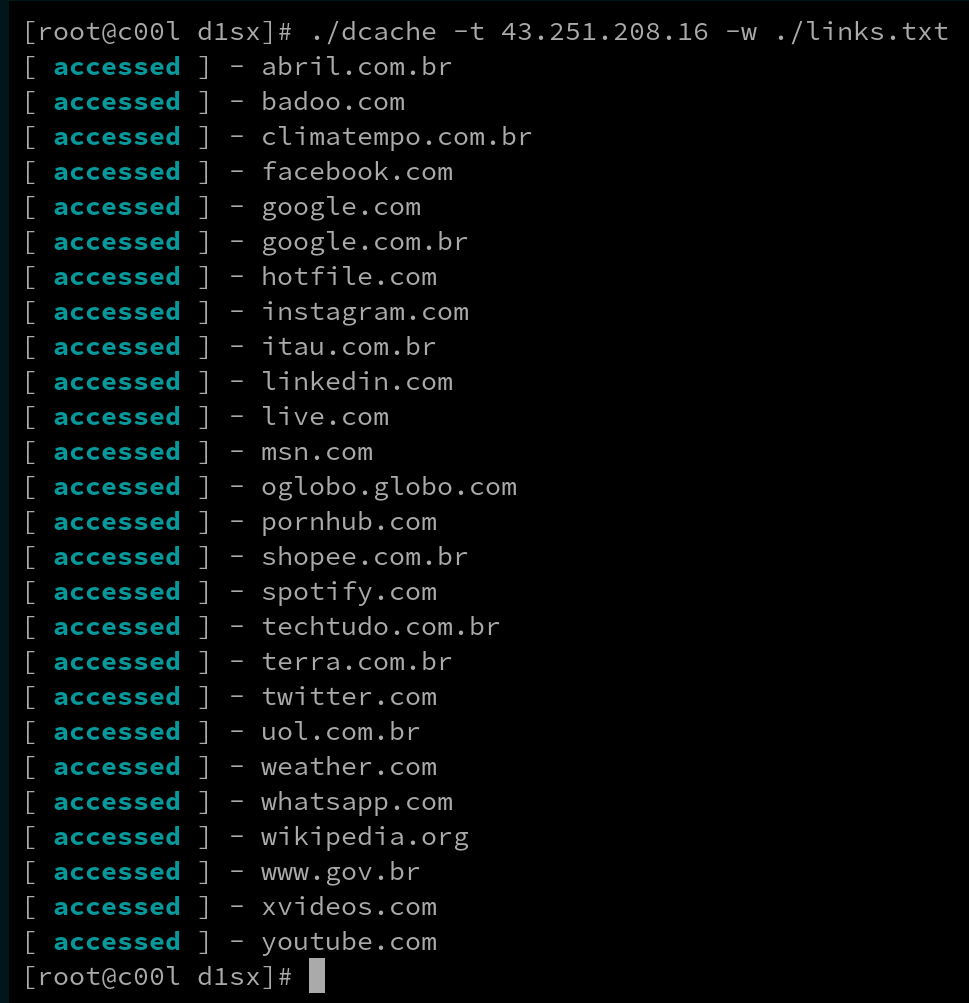 [root@c00l d1sx]# ./dcache -t 43.251.208.16 -w ./links.txt
[ accessed ] - abril.com.br
[ accessed ] - badoo.com
[ accessed ] - climatempo.com.br
[ accessed ] - facebook.com
[ accessed ] - google.com
[ accessed ] - google.com.br
[ accessed ] - hotfile.com
[ accessed ] - instagram.com
[ accessed ] - itau.com.br
[ accessed ] - linkedin.com
[ accessed ] - live.com
[ accessed ] - msn.com
[ accessed ] - oglobo.globo.com
[ accessed ] - pornhub.com
[ accessed ] - shopee.com.br
[ accessed ] - spotify.com
[ accessed ] - techtudo.com.br
[ accessed ] - terra.com.br
[ accessed ] - twitter.com
[ accessed ] - uol.com.br
[ accessed ] - weather.com
[ accessed ] - whatsapp.com
[ accessed ] - wikipedia.org
[ accessed ] - www.gov.br
[ accessed ] - xvideos.com
[ accessed ] - youtube.com
[root@c00l d1sx]#